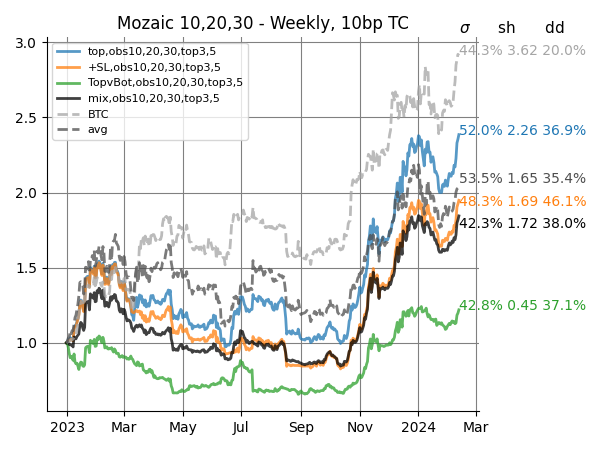 Mozaic 10,20,30 - Weekly, 10bp TC
σ sh dd
3.0
2.5
2.0
1.5
1.0
top,obs10,20,30,top3,5
+SL,obs10,20,30,top3,5
TopvBot,obs10,20,30,top3,5
mix,obs10,20,30,top3,5
BTC
avg
44.3% 3.62 20.0%
52.0% 2.26 36.9%
53.5% 1.65 35.4%
48.3% 1.69 46.1%
42.3% 1.72 38.0%
42.8% 0.45 37.1%
2023 Mar May Jul Sep Nov 2024 Mar